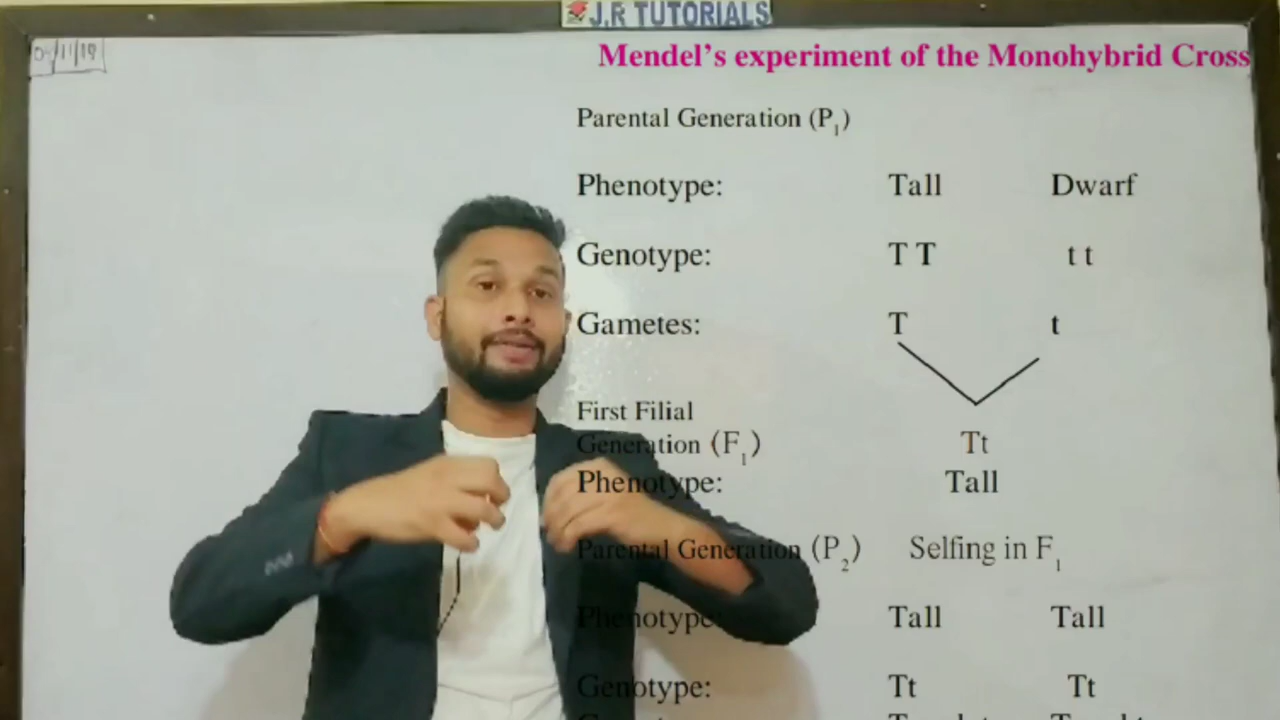 J.R TUTORIALS
Mendel's experiment of the Monohybrid Cross
Parental Generation (P1)
Phenotype: Tall Dwarf
Genotype: T T t t
Gametes: T t
First Filial
Generation (F1) Tt
Phenotype: Tall
Parental Generation (P2) Selfing in F1
Phenotype Tall Tall
Genotype: Tt Tt